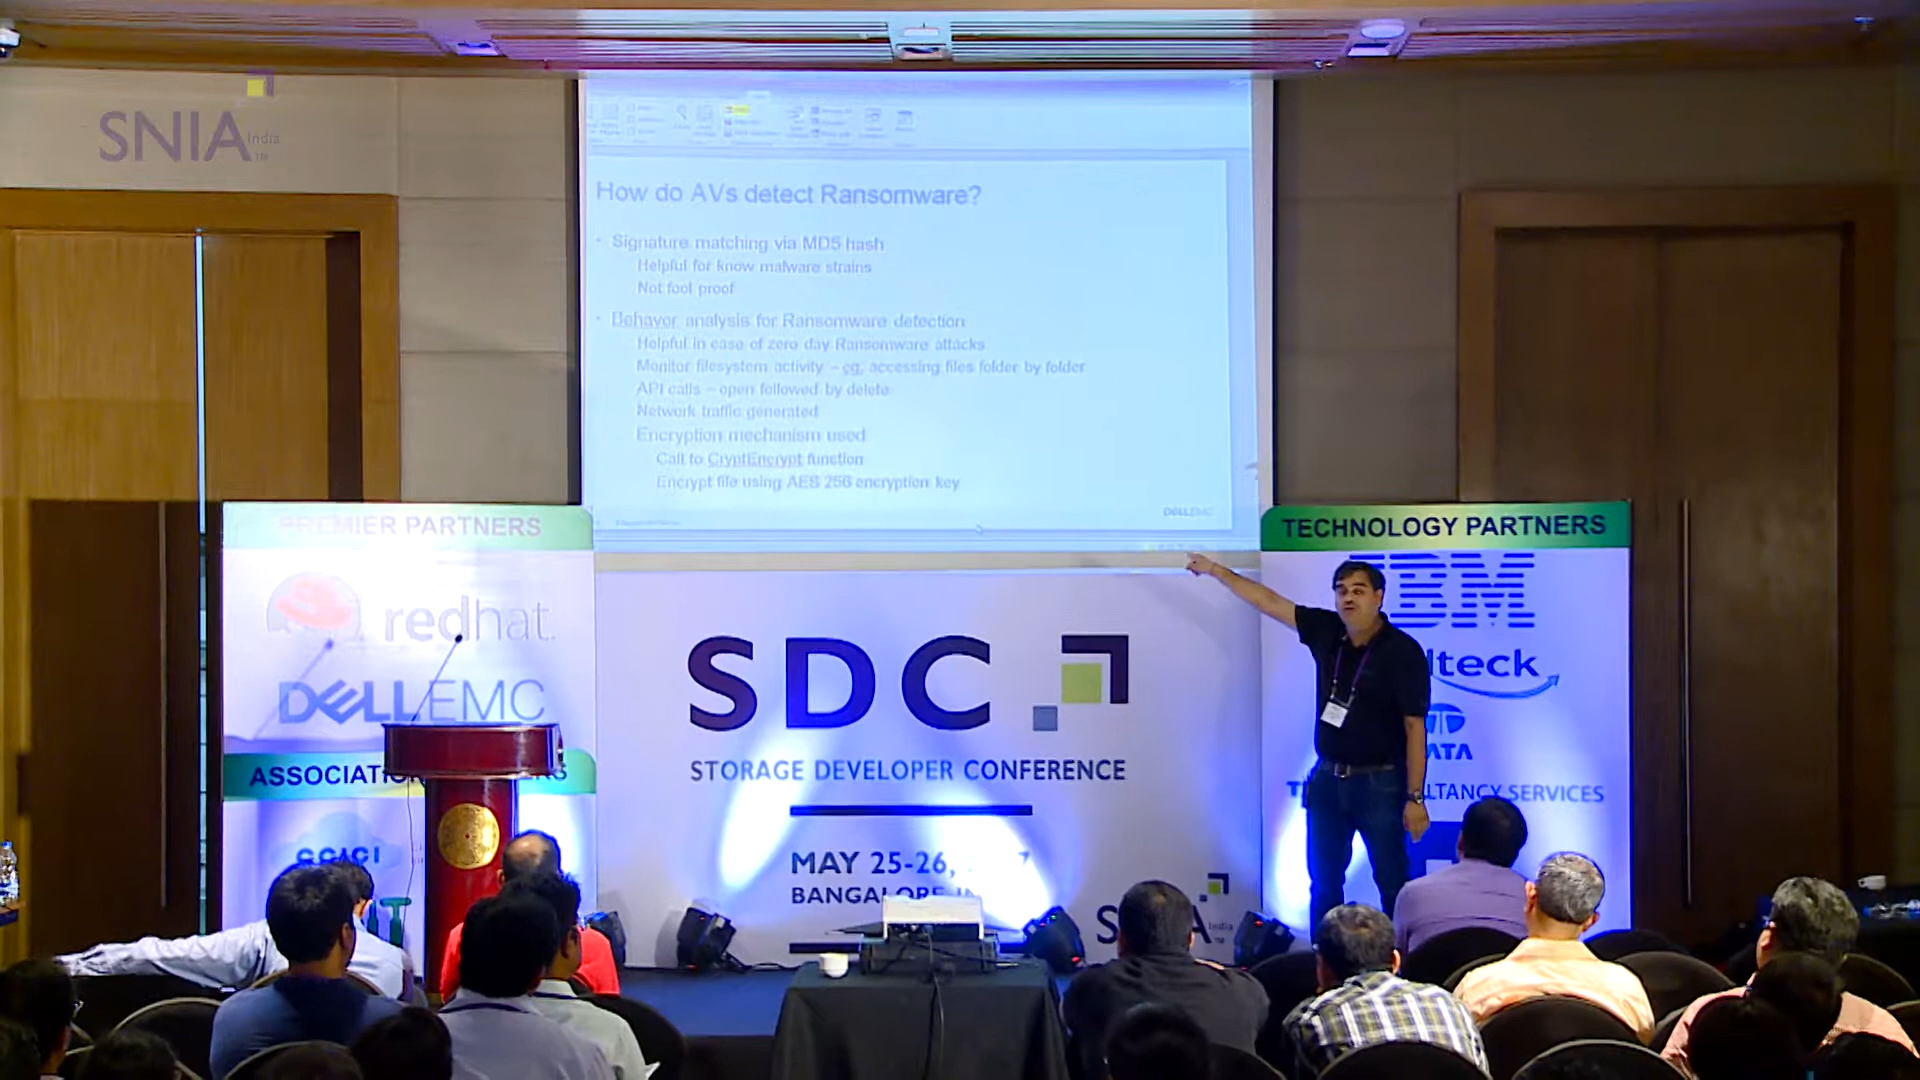 SNIA
India
TM
How do AVs detect Ransomware?
Signature matching via MD5 hash
Helpful for know malware strains
Not fool proof
Behavor analysis for Ransomware detection
Helpful in case of zero day Ransomware attacks
Monitor filesystem activity – eg, accessing files folder by folder
API calls – open followed by delete
Network traffic generated
Encryption mechanism used
Call to CryptEncrypt function
Encrypt file using AES 256 encryption key
DELLEMC
PREMIER PARTNERS
redhat.
DELLEMC
SDC
STORAGE DEVELOPER CONFERENCE
MAY 25-26,
BANGALORE
TECHNOLOGY PARTNERS
IBM
TATA
SERVICES
India